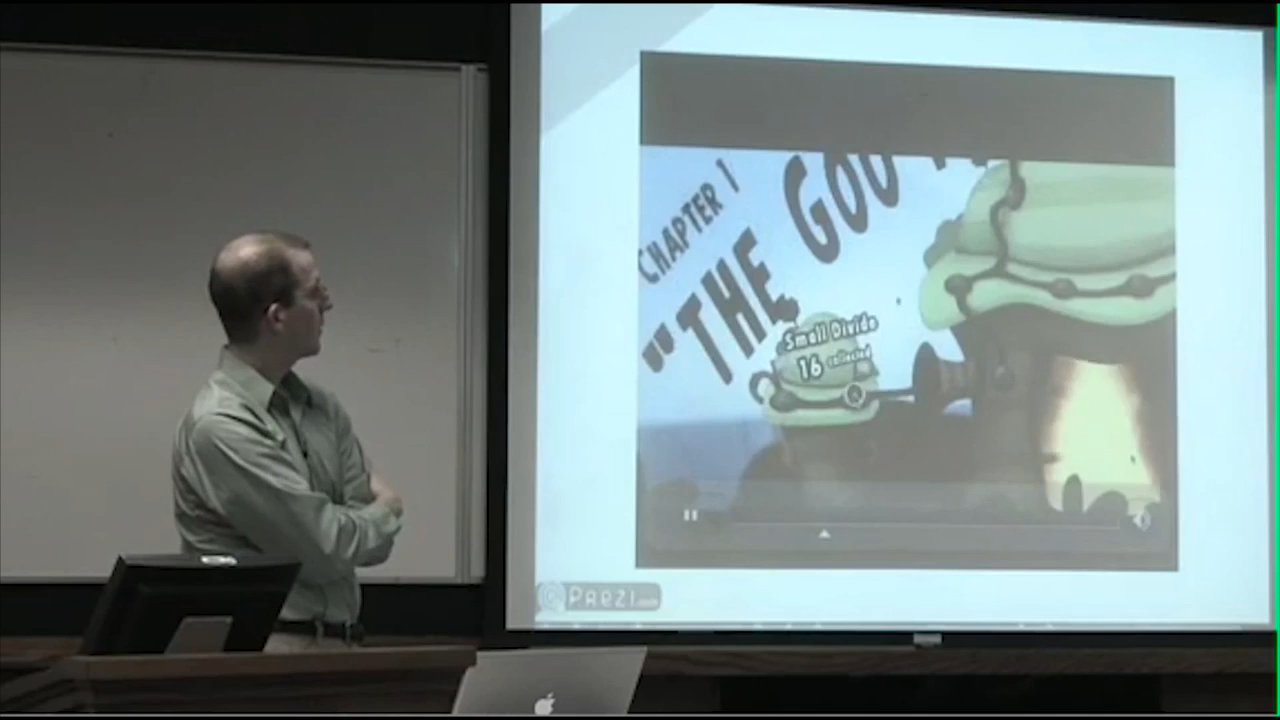 CHAPTER 1
"THE GOO
Small Divide
16 collected
Prezi.com